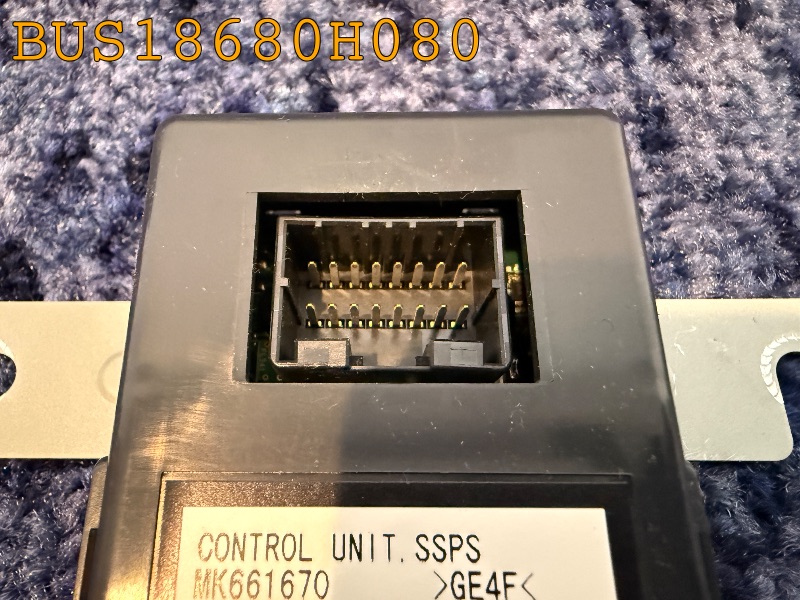 BUS18680H080
CONTROL UNIT.SSPS
MK661670 >GE4F<